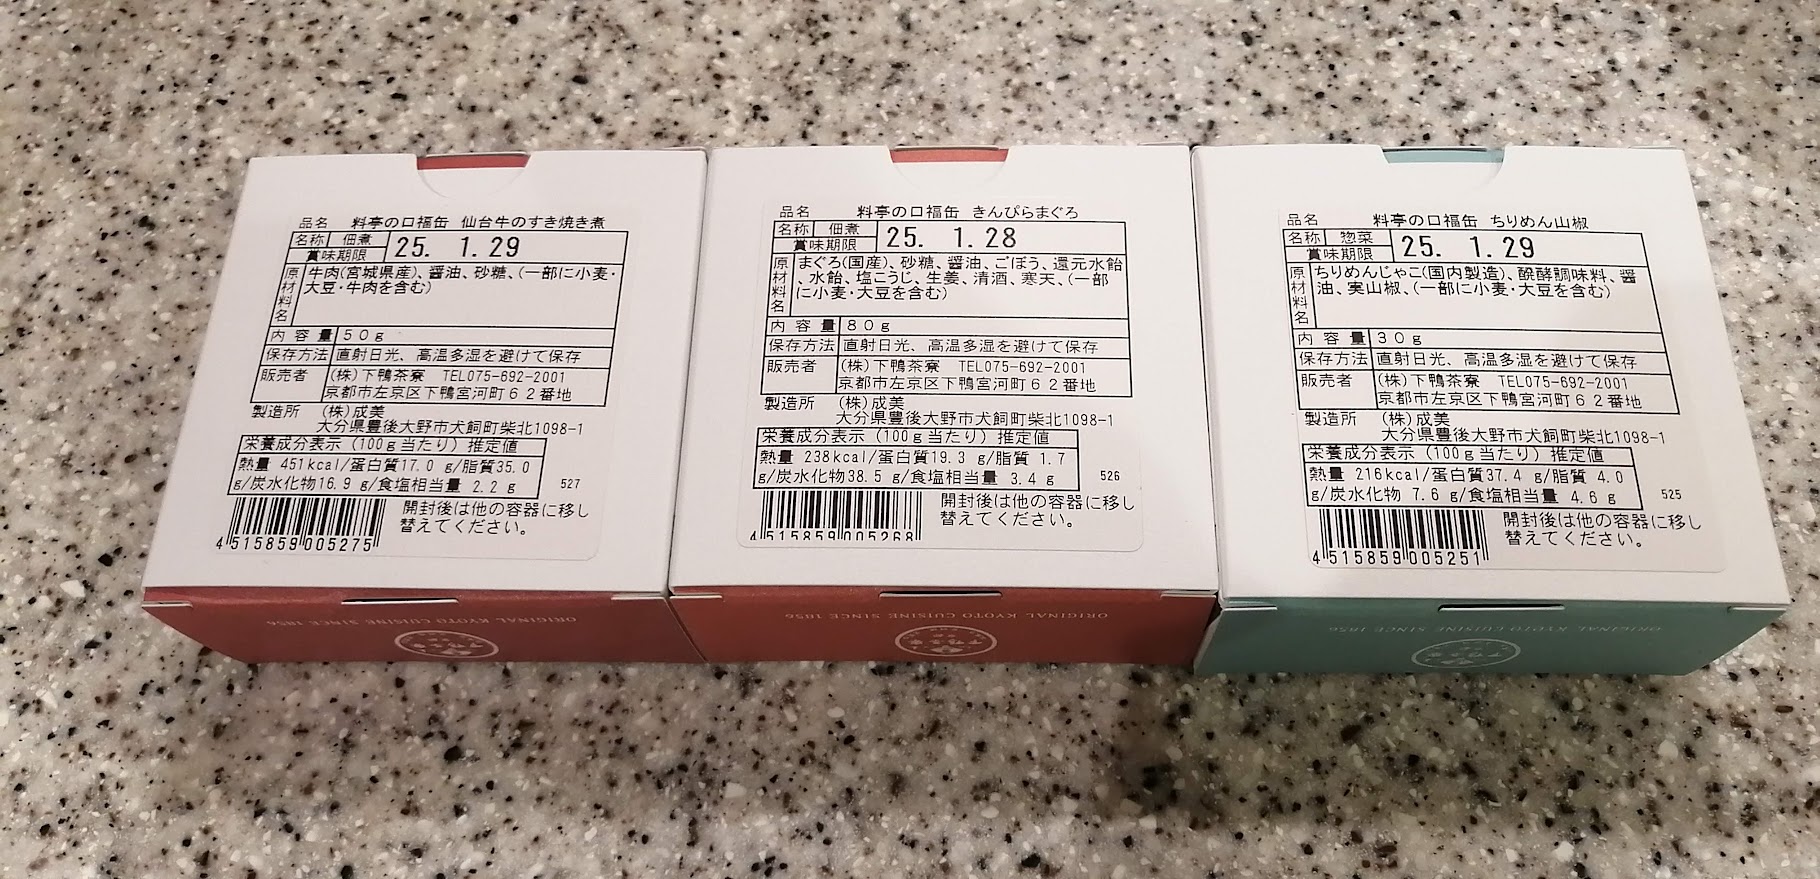 品名 料亭の口福缶 仙台牛のすき焼き煮
名称 佃煮
賞味期限 25. 1.29
原材料名 牛肉(宮城県産)、醤油、砂糖、(一部に小麦・
大豆・牛肉を含む)
内容量 50g
保存方法 直射日光、高温多湿を避けて保存
販売者 (株)下鴨茶寮 TEL075-692-2001
京都市左京区下鴨宮河町62番地
製造所 (株)成美
大分県豊後大野市犬飼町柴北1098-1
栄養成分表示(100g当たり)推定値
熱量 451kcal/蛋白質17.0 g/脂質35.0
g/炭水化物16.9 g/食塩相当量 2.2 g
527
開封後は他の容器に移し
替えてください。
4 515859 005275
ORIGINAL KYOTO CUISINE SINCE 1856
品名 料亭の口福缶 きんぴらまぐろ
名称 佃煮
賞味期限 25. 1.28
原材料名 まぐろ(国産)、砂糖、醤油、ごぼう、還元水飴
、水飴、塩こうじ、生姜、清酒、寒天、(一部
に小麦・大豆を含む)
内容量 80g
保存方法 直射日光、高温多湿を避けて保存
販売者 (株)下鴨茶寮 TEL075-692-2001
京都市左京区下鴨宮河町62番地
製造所 (株)成美
大分県豊後大野市犬飼町柴北1098-1
栄養成分表示(100g当たり)推定値
熱量 238kcal/蛋白質19.3 g/脂質 1.7
g/炭水化物38.5 g/食塩相当量 3.4 g
526
開封後は他の容器に移し
替えてください。
4 515859 005268
ORIGINAL KYOTO CUISINE SINCE 1856
品名 料亭の口福缶 ちりめん山椒
名称 惣菜
賞味期限 25. 1.29
原材料名 ちりめんじゃこ(国内製造)、醗酵調味料、醤
油、実山椒、(一部に小麦・大豆を含む)
内容量 30g
保存方法 直射日光、高温多湿を避けて保存
販売者 (株)下鴨茶寮 TEL075-692-2001
京都市左京区下鴨宮河町62番地
製造所 (株)成美
大分県豊後大野市犬飼町柴北1098-1
栄養成分表示(100g当たり)推定値
熱量 216kcal/蛋白質37.4 g/脂質 4.0
g/炭水化物 7.6 g/食塩相当量 4.6 g
525
開封後は他の容器に移し
替えてください。
4 515859 005251
ORIGINAL KYOTO CUISINE SINCE 1856